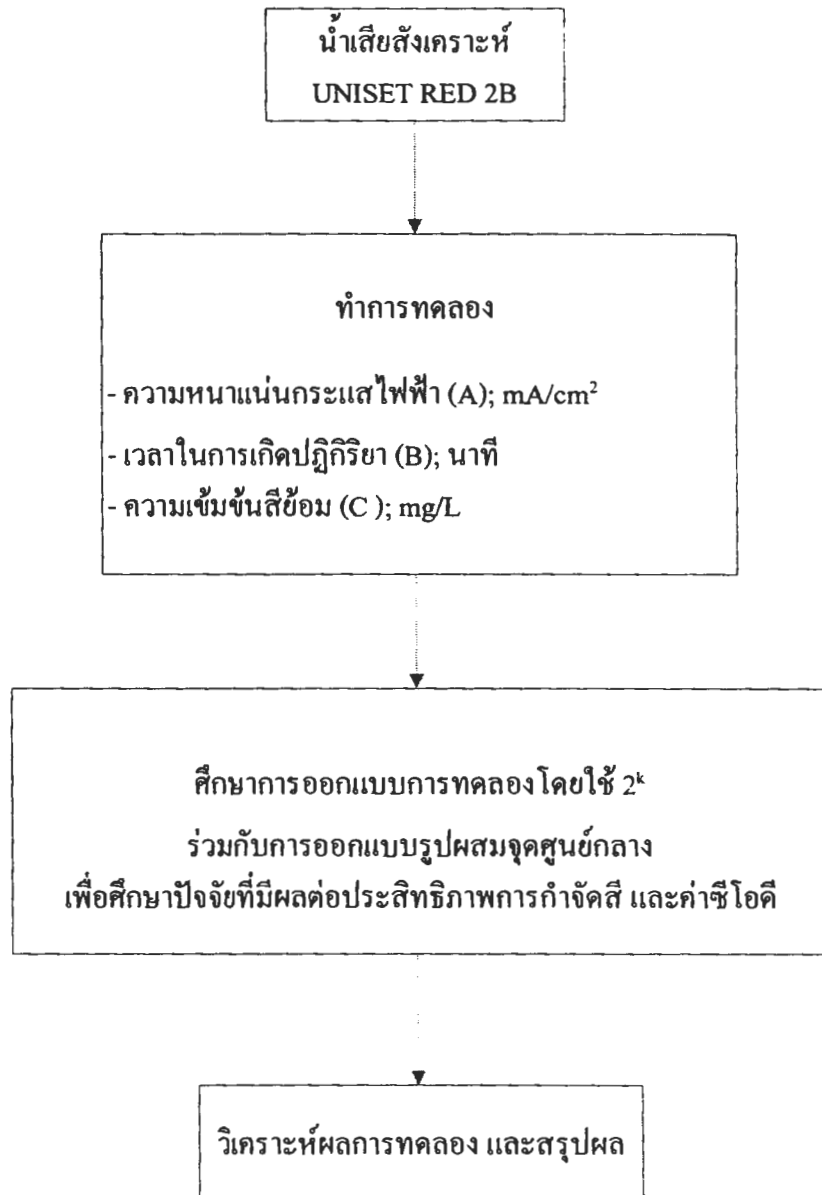 น้ำเสียสังเคราะห์
UNISET RED 2B
ทำการทดลอง
- ความหนาแน่นกระแสไฟฟ้า (A); mA/cm²
- เวลาในการเกิดปฏิกิริยา (B); นาที
- ความเข้มข้นสีย้อม (C ); mg/L
ศึกษาการออกแบบการทดลองโดยใช้ 2ᵏ
ร่วมกับการออกแบบรูปผสมจุดศูนย์กลาง
เพื่อศึกษาปัจจัยที่มีผลต่อประสิทธิภาพการกำจัดสี และค่าซีโอดี
วิเคราะห์ผลการทดลอง และสรุปผล